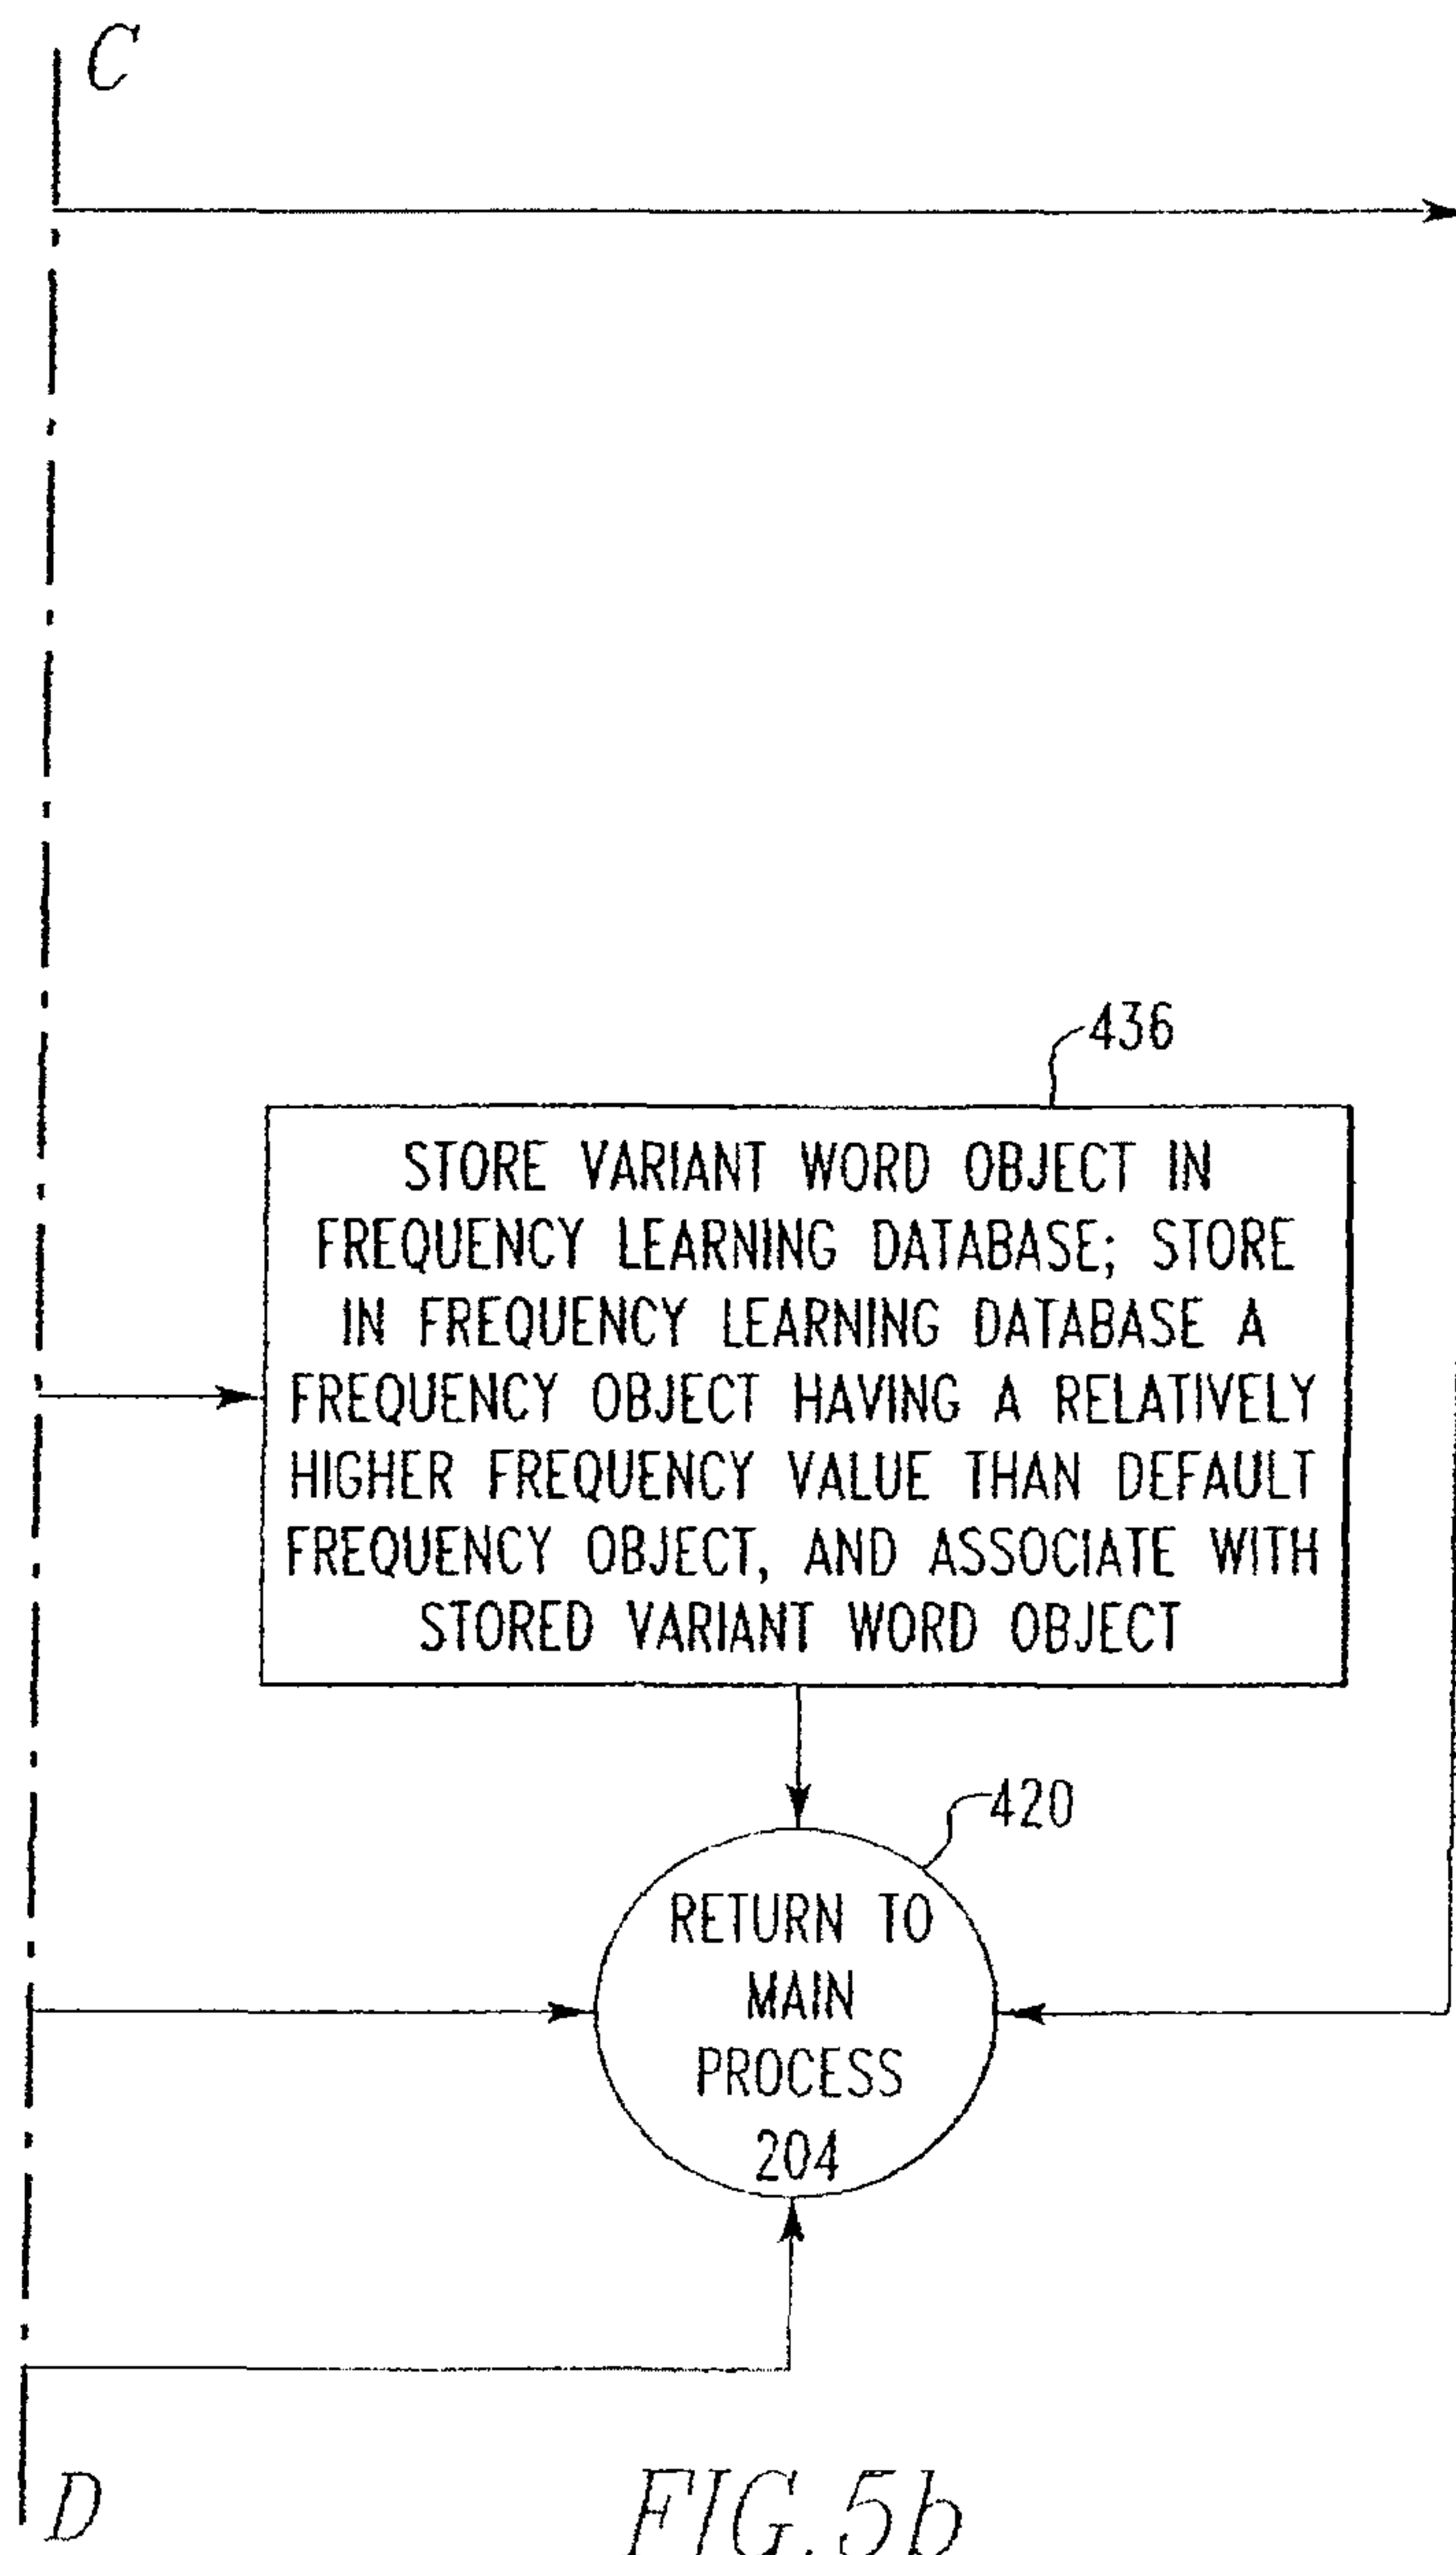 C
436
STORE VARIANT WORD OBJECT IN
FREQUENCY LEARNING DATABASE; STORE
IN FREQUENCY LEARNING DATABASE A
FREQUENCY OBJECT HAVING A RELATIVELY
HIGHER FREQUENCY VALUE THAN DEFAULT
FREQUENCY OBJECT, AND ASSOCIATE WITH
STORED VARIANT WORD OBJECT
420
RETURN TO
MAIN
PROCESS
204
D
FIG.5b